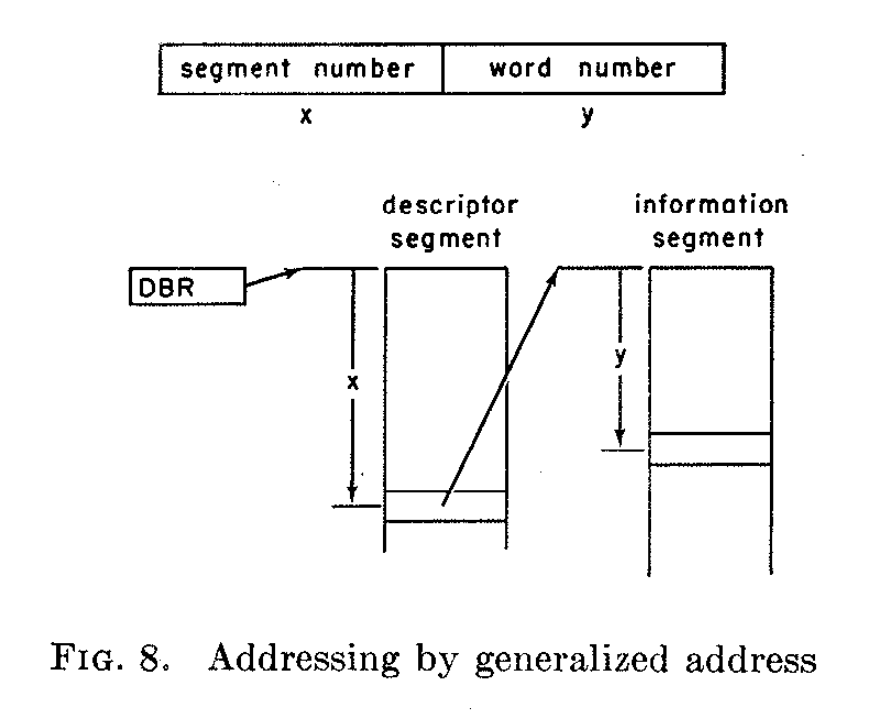 segment number word number
x y
descriptor segment
information segment
DBR
x
y
FIG. 8. Addressing by generalized address